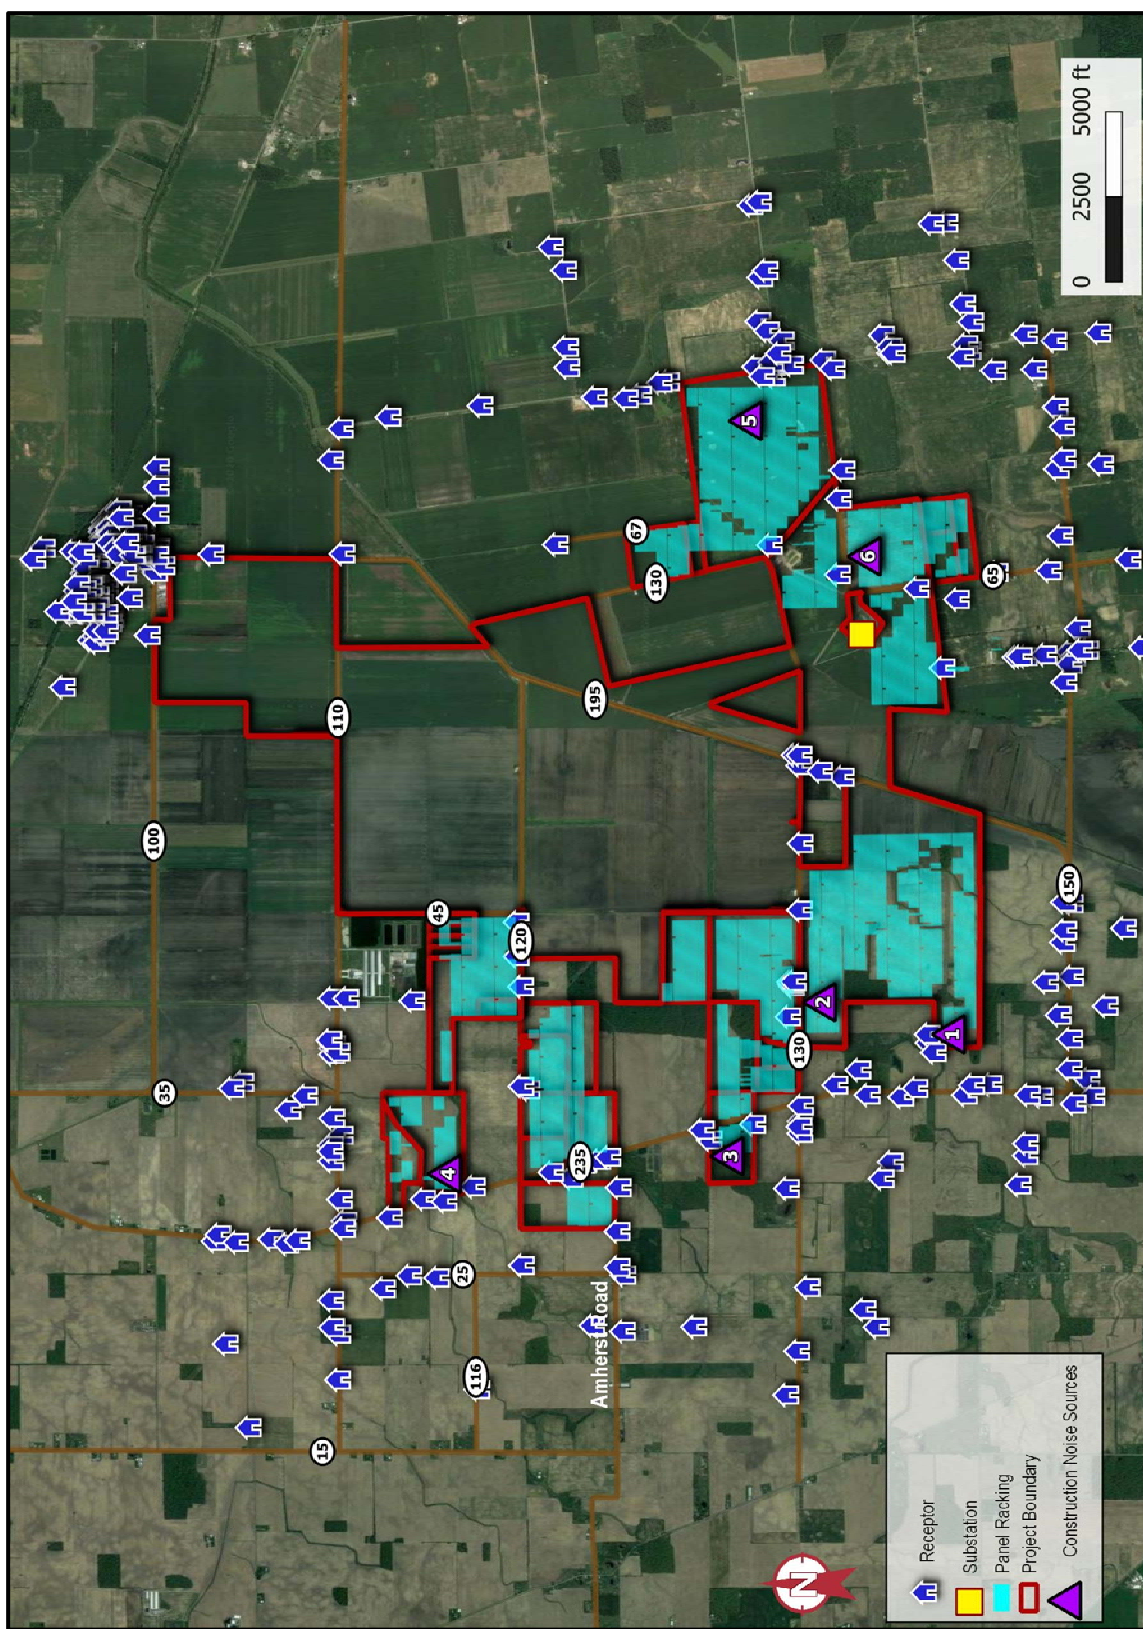 100
110
195
67
130
65
45
120
150
35
130
235
25
116
15
Amherst Road
1
2
3
4
5
6
0 2500 5000 ft
N
Receptor
Substation
Panel Racking
Project Boundary
Construction Noise Sources